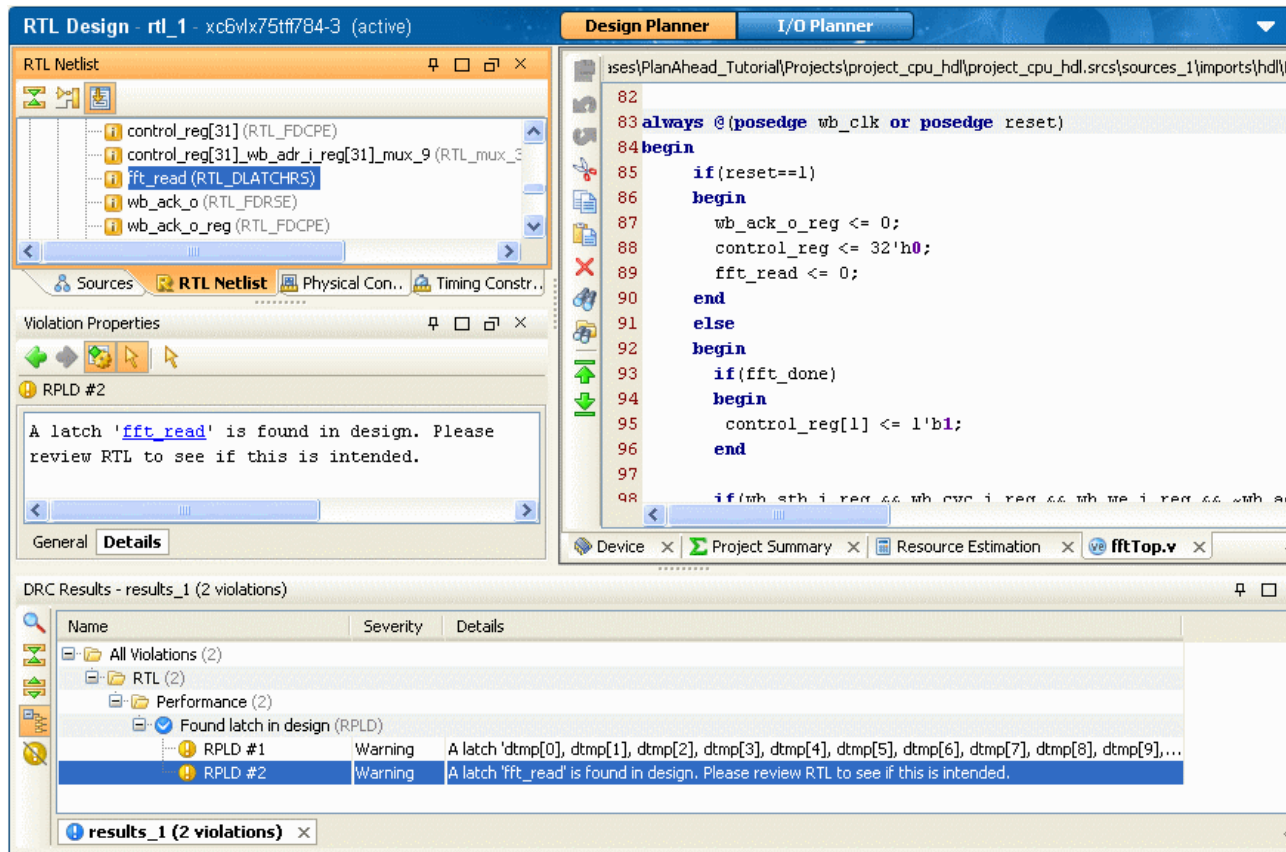 RTL Design - rtl_1 - xc6vlx75tff784-3 (active)
Design Planner
I/O Planner
RTL Netlist
control_reg[31] (RTL_FDCPE)
control_reg[31]_wb_adr_i_reg[31]_mux_9 (RTL_mux_3
fft_read (RTL_DLATCHRS)
wb_ack_o (RTL_FDRSE)
wb_ack_o_reg (RTL_FDCPE)
Sources
RTL Netlist
Physical Con..
Timing Constr..
Violation Properties
RPLD #2
A latch 'fft_read' is found in design. Please
review RTL to see if this is intended.
General
Details
ases\PlanAhead_Tutorial\Projects\project_cpu_hdl\project_cpu_hdl.srcs\sources_1\imports\hdl\
82
83 always @(posedge wb_clk or posedge reset)
84 begin
85 if(reset==1)
86 begin
87 wb_ack_o_reg <= 0;
88 control_reg <= 32'h0;
89 fft_read <= 0;
90 end
91 else
92 begin
93 if(fft_done)
94 begin
95 control_reg[1] <= 1'b1;
96 end
97
98 if(wb_stb_i_reg && wb_cyc_i_reg && wb_we_i_reg && ~wb_a
Device
Project Summary
Resource Estimation
fftTop.v
DRC Results - results_1 (2 violations)
Name Severity Details
All Violations (2)
RTL (2)
Performance (2)
Found latch in design (RPLD)
RPLD #1 Warning A latch 'dtmp[0], dtmp[1], dtmp[2], dtmp[3], dtmp[4], dtmp[5], dtmp[6], dtmp[7], dtmp[8], dtmp[9],...
RPLD #2 Warning A latch 'fft_read' is found in design. Please review RTL to see if this is intended.
results_1 (2 violations)